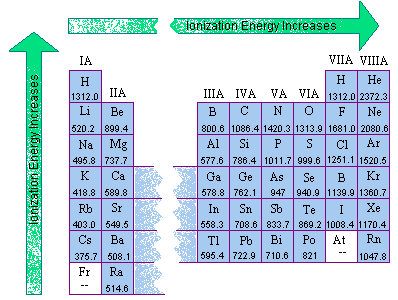 Ionization Energy Increases
Ionization Energy Increases
IA IIA IIIA IVA VA VIA VIIA VIIIA
H H He
1312.0 1312.0 2372.3
Li Be B C N O F Ne
520.2 899.4 800.6 1086.4 1420.3 1313.9 1681.0 2080.6
Na Mg Al Si P S Cl Ar
495.8 737.7 577.6 786.4 1011.7 999.6 1251.1 1520.5
K Ca Ga Ge As Se B Kr
418.8 589.8 578.8 762.1 947 940.9 1139.9 1360.7
Rb Sr In Sn Sb Te I Xe
403.0 549.5 558.3 708.6 833.7 869.2 1008.4 1170.4
Cs Ba Tl Pb Bi Po At Rn
375.7 508.1 595.4 722.9 710.6 821 -- 1047.8
Fr Ra
-- 514.6